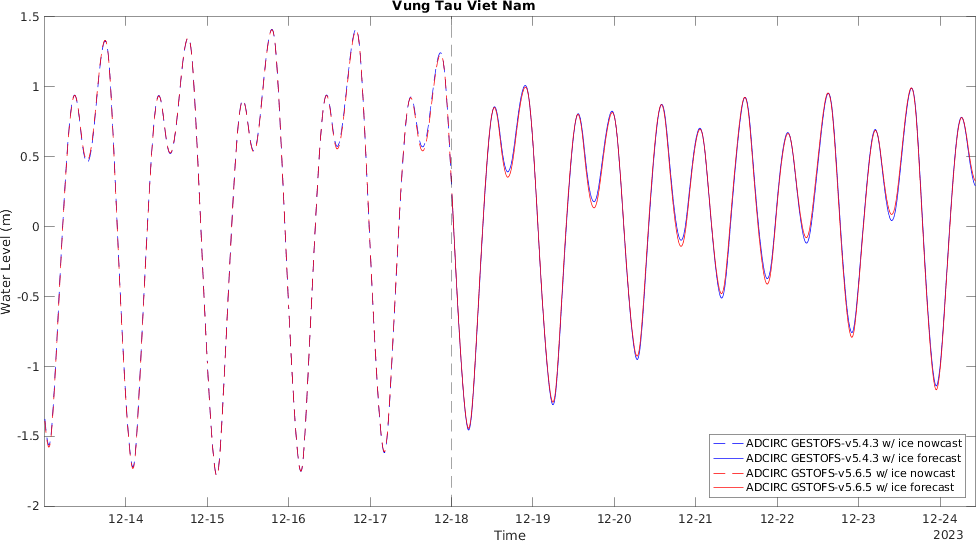 Vung Tau Viet Nam
1.5
1
0.5
0
-0.5
-1
-1.5
-2
Water Level (m)
12-14 12-15 12-16 12-17 12-18 12-19 12-20 12-21 12-22 12-23 12-24
Time
2023
ADCIRC GESTOFS-v5.4.3 w/ ice nowcast
ADCIRC GESTOFS-v5.4.3 w/ ice forecast
ADCIRC GSTOFS-v5.6.5 w/ ice nowcast
ADCIRC GSTOFS-v5.6.5 w/ ice forecast